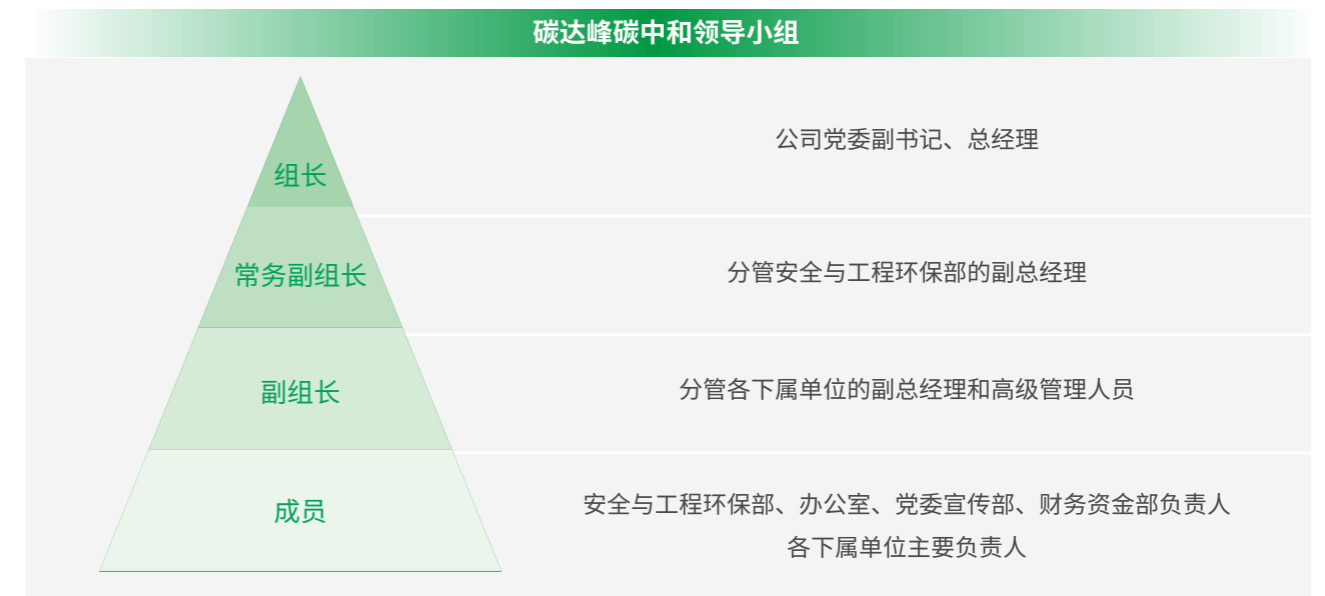 碳达峰碳中和领导小组
组长
公司党委副书记、总经理
常务副组长
分管安全与工程环保部的副总经理
副组长
分管各下属单位的副总经理和高级管理人员
成员
安全与工程环保部、办公室、党委宣传部、财务资金部负责人
各下属单位主要负责人